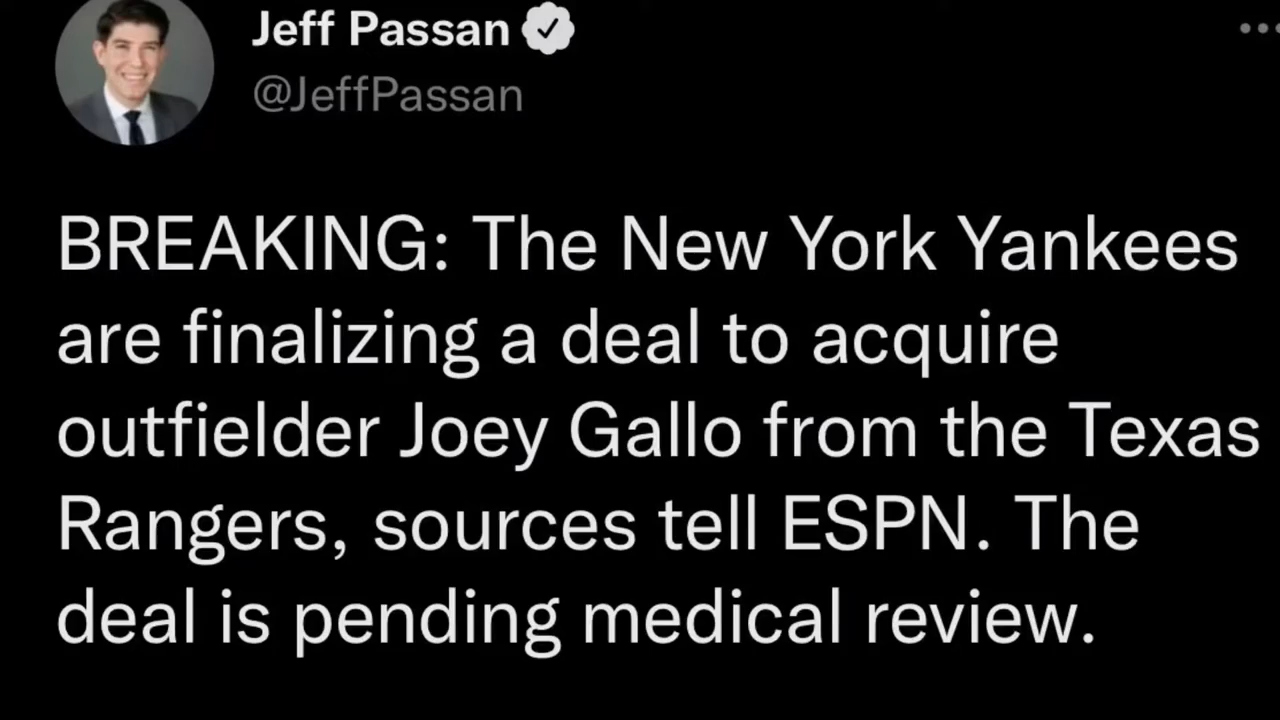 Jeff Passan
@JeffPassan
BREAKING: The New York Yankees
are finalizing a deal to acquire
outfielder Joey Gallo from the Texas
Rangers, sources tell ESPN. The
deal is pending medical review.